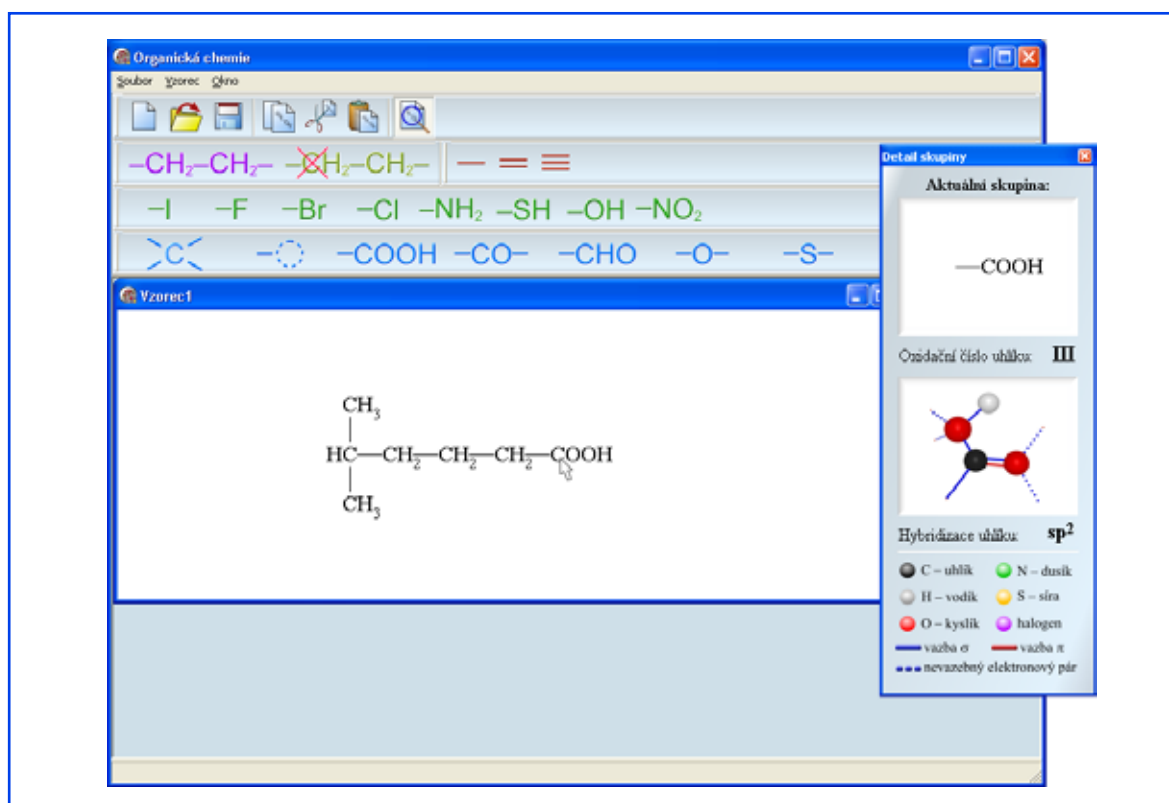 Organická chemie
Soubor Vzorec Okno
–CH₂–CH₂– –CH₂–CH₂–
–I –F –Br –Cl –NH₂ –SH –OH –NO₂
C –COOH –CO– –CHO –O– –S–
Vzorec1
CH₃
HC—CH₂—CH₂—CH₂—COOH
CH₃
Detail skupiny
Aktuální skupina:
—COOH
Oxidační číslo uhlíku: III
Hybridizace uhlíku: sp²
C – uhlík N – dusík
H – vodík S – síra
O – kyslík halogen
vazba σ vazba π
nevazebný elektronový pár